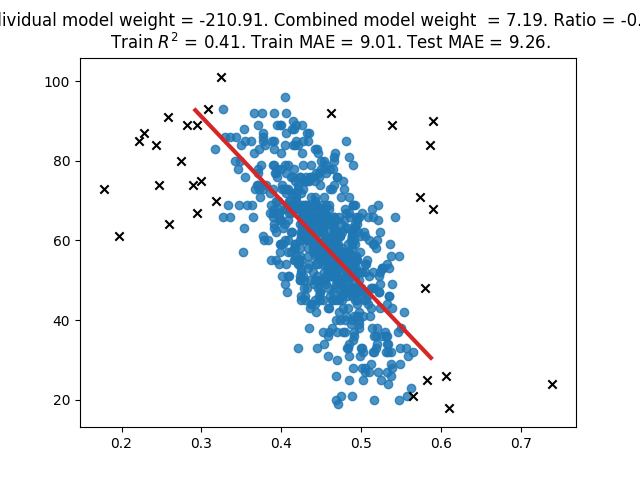 dividual model weight = -210.91. Combined model weight = 7.19. Ratio = -0.
Train R² = 0.41. Train MAE = 9.01. Test MAE = 9.26.
100
80
60
40
20
0.2 0.3 0.4 0.5 0.6 0.7